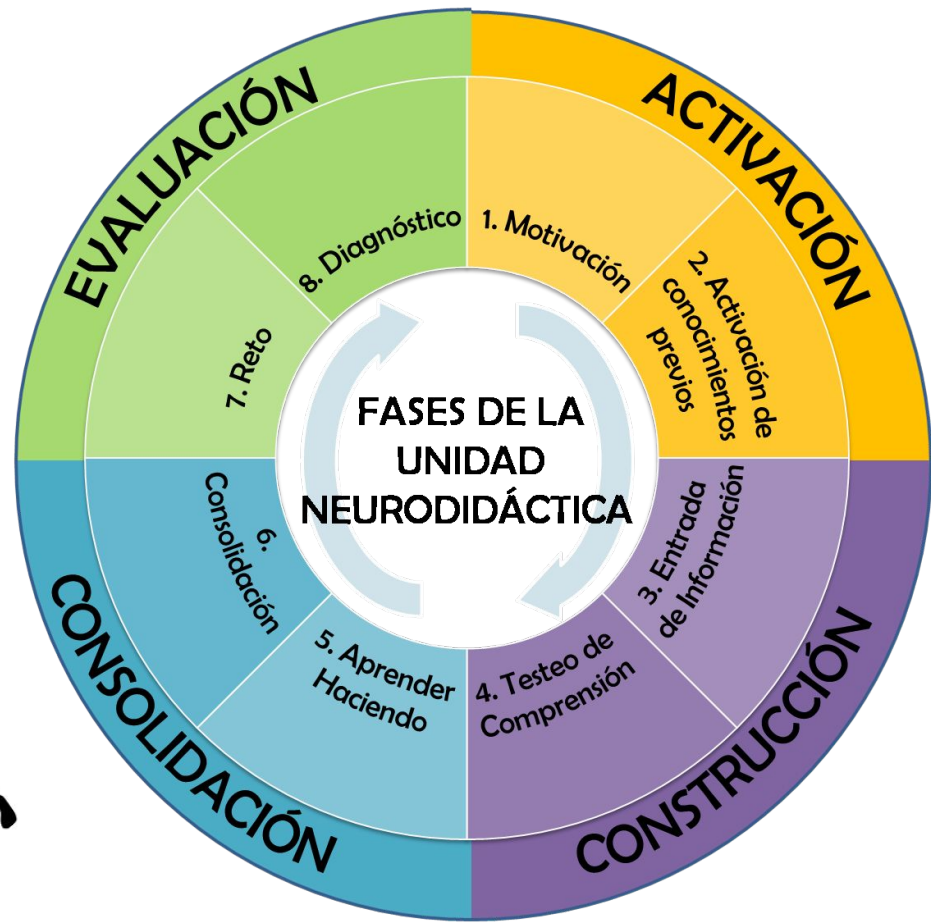 FASES DE LA
UNIDAD
NEURODIDÁCTICA
ACTIVACIÓN
1. Motivación
2. Activación de
conocimientos
previos
CONSTRUCCIÓN
3. Entrada
de Información
4. Testeo de
Comprensión
CONSOLIDACIÓN
5. Aprender
Haciendo
6.
Consolidación
EVALUACIÓN
7. Reto
8. Diagnóstico